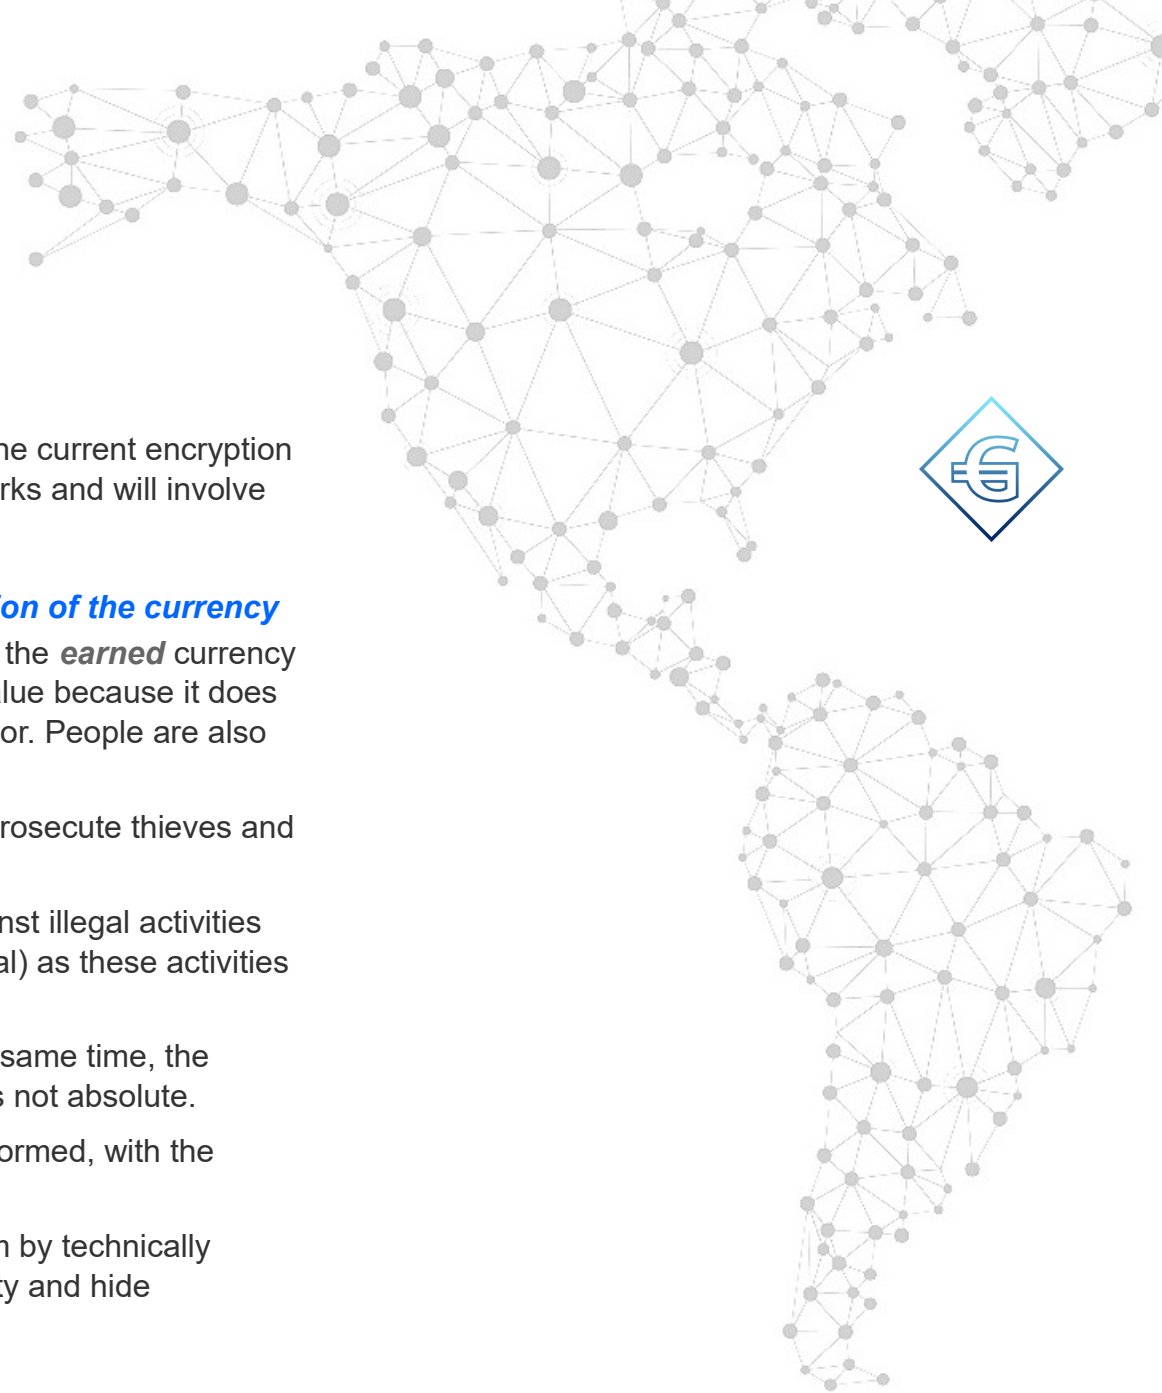 he current encryption
rks and will involve
ion of the currency
the earned currency
alue because it does
or. People are also
rosecute thieves and
nst illegal activities
al) as these activities
same time, the
s not absolute.
ormed, with the
n by technically
ty and hide